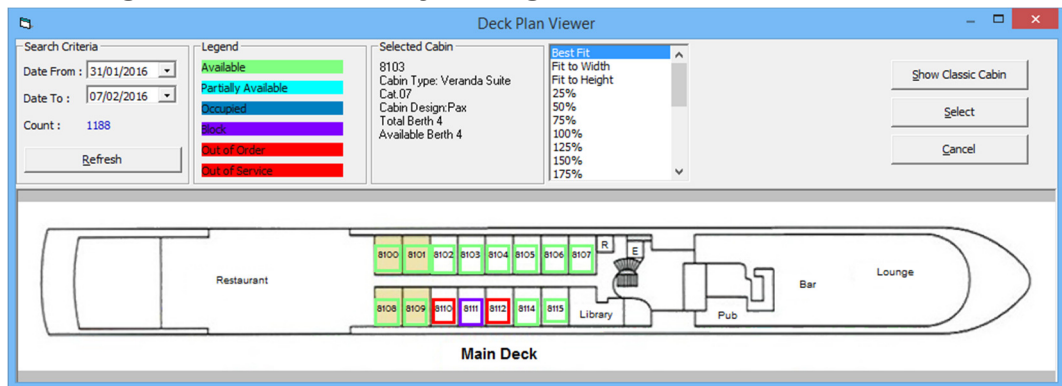 Deck Plan Viewer
Search Criteria
Date From : 31/01/2016
Date To : 07/02/2016
Count : 1188
Refresh
Legend
Available
Partially Available
Occupied
Block
Out of Order
Out of Service
Selected Cabin
8103
Cabin Type: Veranda Suite
Cat.07
Cabin Design:Pax
Total Berth 4
Available Berth 4
Best Fit
Fit to Width
Fit to Height
25%
50%
75%
100%
125%
150%
175%
Show Classic Cabin
Select
Cancel
8100 8101 8102 8103 8104 8105 8106 8107 R E
Restaurant
Bar
Lounge
8108 8109 8110 8111 8112 8114 8115 Library
Pub
Main Deck